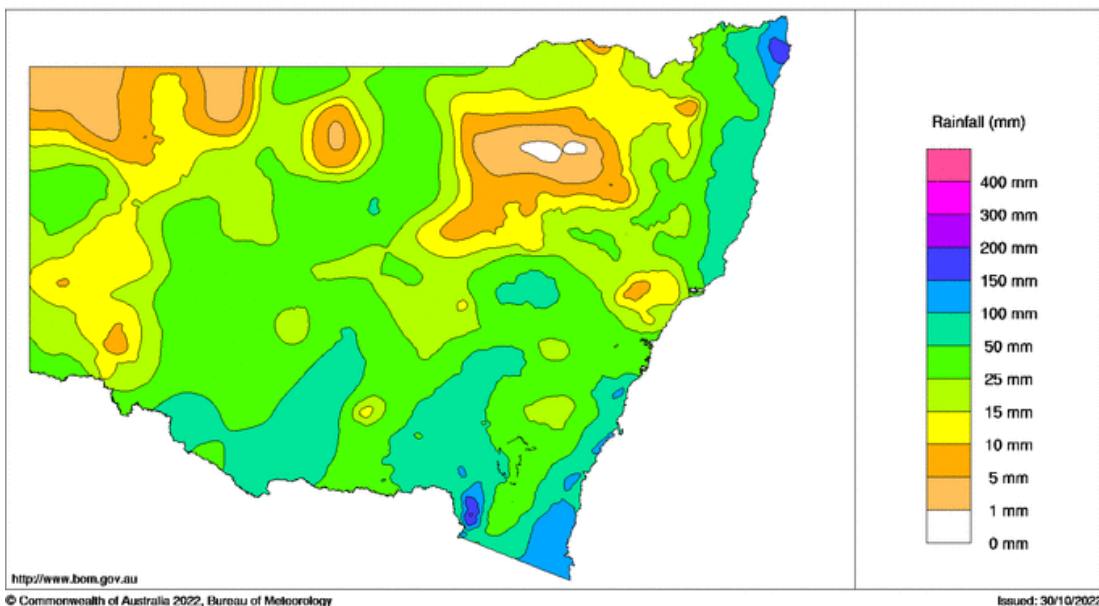 Rainfall (mm)
400 mm
300 mm
200 mm
150 mm
100 mm
50 mm
25 mm
15 mm
10 mm
5 mm
1 mm
0 mm
http://www.bom.gov.au
© Commonwealth of Australia 2022, Bureau of Meteorology
Issued: 30/10/2022